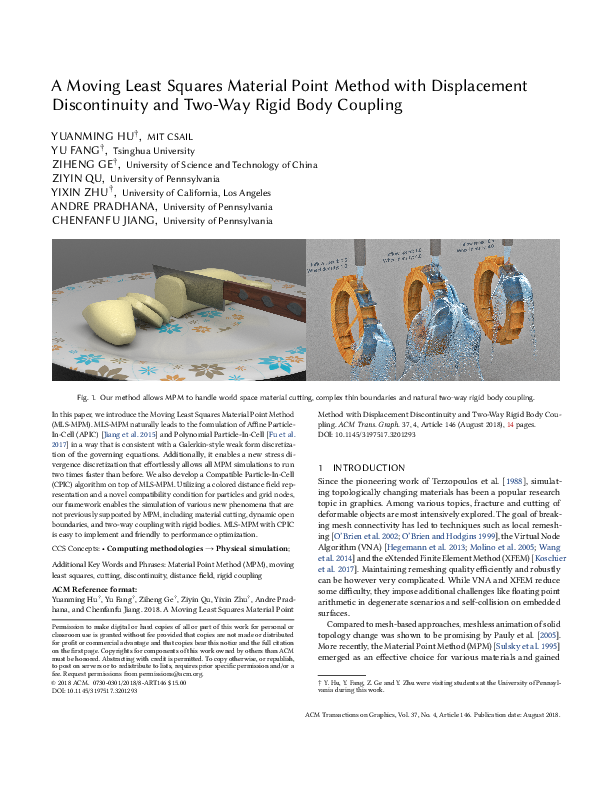 A Moving Least Squares Material Point Method with Displacement
Discontinuity and Two-Way Rigid Body Coupling
YUANMING HU†, MIT CSAIL
YU FANG†, Tsinghua University
ZIHENG GE†, University of Science and Technology of China
ZIYIN QU, University of Pennsylvania
YIXIN ZHU†, University of California, Los Angeles
ANDRE PRADHANA, University of Pennsylvania
CHENFANFU JIANG, University of Pennsylvania
Fig. 1. Our method allows MPM to handle world space material cutting, complex thin boundaries and natural two-way rigid body coupling.
In this paper, we introduce the Moving Least Squares Material Point Method
(MLS-MPM). MLS-MPM naturally leads to the formulation of Affine Particle-
In-Cell (APIC) [Jiang et al. 2015] and Polynomial Particle-In-Cell [Fu et al.
2017] in a way that is consistent with a Galerkin-style weak form discretiza-
tion of the governing equations. Additionally, it enables a new stress di-
vergence discretization that effortlessly allows all MPM simulations to run
two times faster than before. We also develop a Compatible Particle-In-Cell
(CPIC) algorithm on top of MLS-MPM. Utilizing a colored distance field rep-
resentation and a novel compatibility condition for particles and grid nodes,
our framework enables the simulation of various new phenomena that are
not previously supported by MPM, including material cutting, dynamic open
boundaries, and two-way coupling with rigid bodies. MLS-MPM with CPIC
is easy to implement and friendly to performance optimization.
CCS Concepts: • Computing methodologies → Physical simulation;
Additional Key Words and Phrases: Material Point Method (MPM), moving
least squares, cutting, discontinuity, distance field, rigid coupling
ACM Reference format:
Yuanming Hu†, Yu Fang†, Ziheng Ge†, Ziyin Qu, Yixin Zhu†, Andre Prad-
hana, and Chenfanfu Jiang. 2018. A Moving Least Squares Material Point
Permission to make digital or hard copies of all or part of this work for personal or
classroom use is granted without fee provided that copies are not made or distributed
for profit or commercial advantage and that copies bear this notice and the full citation
on the first page. Copyrights for components of this work owned by others than ACM
must be honored. Abstracting with credit is permitted. To copy otherwise, or republish,
to post on servers or to redistribute to lists, requires prior specific permission and/or a
fee. Request permissions from permissions@acm.org.
© 2018 ACM. 0730-0301/2018/8-ART146 $15.00
DOI: 10.1145/3197517.3201293
Method with Displacement Discontinuity and Two-Way Rigid Body Cou-
pling. ACM Trans. Graph. 37, 4, Article 146 (August 2018), 14 pages.
DOI: 10.1145/3197517.3201293
1 INTRODUCTION
Since the pioneering work of Terzopoulos et al. [1988], simulat-
ing topologically changing materials has been a popular research
topic in graphics. Among various topics, fracture and cutting of
deformable objects are most intensively explored. The goal of break-
ing mesh connectivity has led to techniques such as local remesh-
ing [O'Brien et al. 2002; O'Brien and Hodgins 1999], the Virtual Node
Algorithm (VNA) [Hegemann et al. 2013; Molino et al. 2005; Wang
et al. 2014] and the eXtended Finite Element Method (XFEM) [Koschier
et al. 2017]. Maintaining remeshing quality efficiently and robustly
can be however very complicated. While VNA and XFEM reduce
some difficulty, they impose additional challenges like floating point
arithmetic in degenerate scenarios and self-collision on embedded
surfaces.
Compared to mesh-based approaches, meshless animation of solid
topology change was shown to be promising by Pauly et al. [2005].
More recently, the Material Point Method (MPM) [Sulsky et al. 1995]
emerged as an effective choice for various materials and gained
† Y. Hu, Y. Fang, Z. Ge and Y. Zhu were visiting students at the University of Pennsyl-
vania during this work.
ACM Transactions on Graphics, Vol. 37, No. 4, Article 146. Publication date: August 2018.